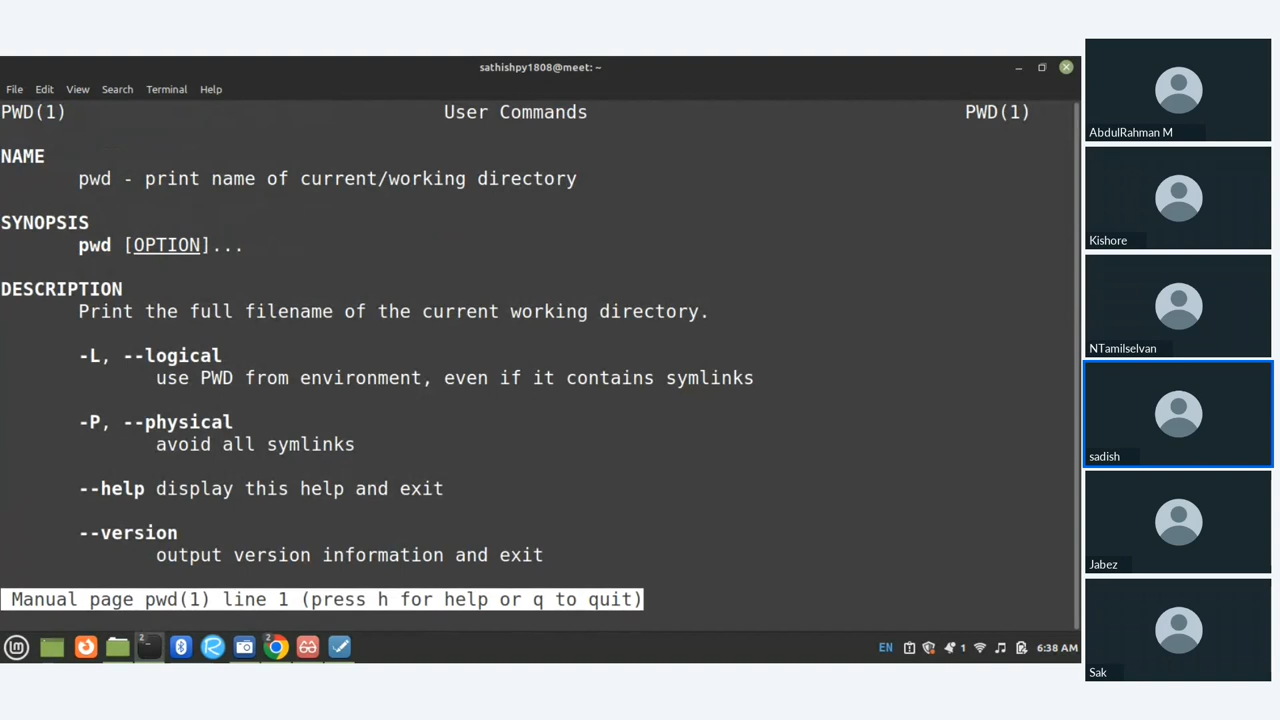 sathishpy1808@meet: ~
File Edit View Search Terminal Help
PWD(1) User Commands PWD(1)
NAME
pwd - print name of current/working directory
SYNOPSIS
pwd [OPTION]...
DESCRIPTION
Print the full filename of the current working directory.
-L, --logical
use PWD from environment, even if it contains symlinks
-P, --physical
avoid all symlinks
--help display this help and exit
--version
output version information and exit
Manual page pwd(1) line 1 (press h for help or q to quit)
2 2 EN 1 6:38 AM
AbdulRahman M
Kishore
NTamilselvan
sadish
Jabez
Sak